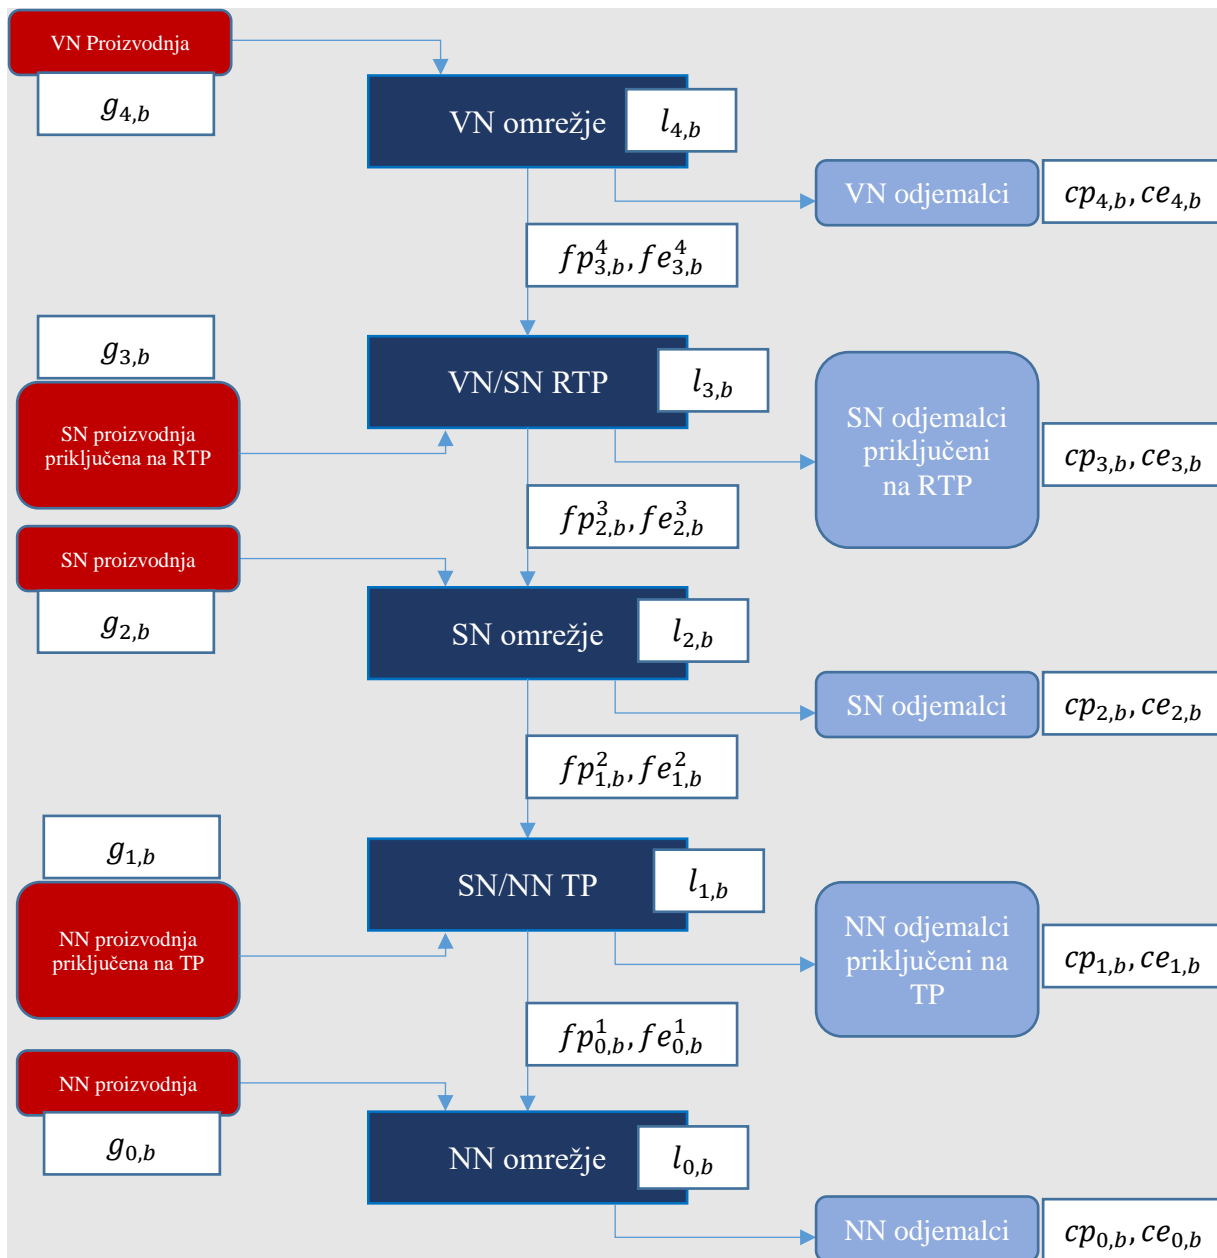 VN Proizvodnja
g4,b
VN omrežje
l4,b
VN odjemalci
cp4,b, ce4,b
fp⁴3,b, fe⁴3,b
g3,b
SN proizvodnja
priključena na RTP
VN/SN RTP
l3,b
SN odjemalci
priključeni
na RTP
cp3,b, ce3,b
fp³2,b, fe³2,b
SN proizvodnja
g2,b
SN omrežje
l2,b
SN odjemalci
cp2,b, ce2,b
fp²1,b, fe²1,b
g1,b
NN proizvodnja
priključena na TP
SN/NN TP
l1,b
NN odjemalci
priključeni na
TP
cp1,b, ce1,b
fp¹0,b, fe¹0,b
NN proizvodnja
g0,b
NN omrežje
l0,b
NN odjemalci
cp0,b, ce0,b